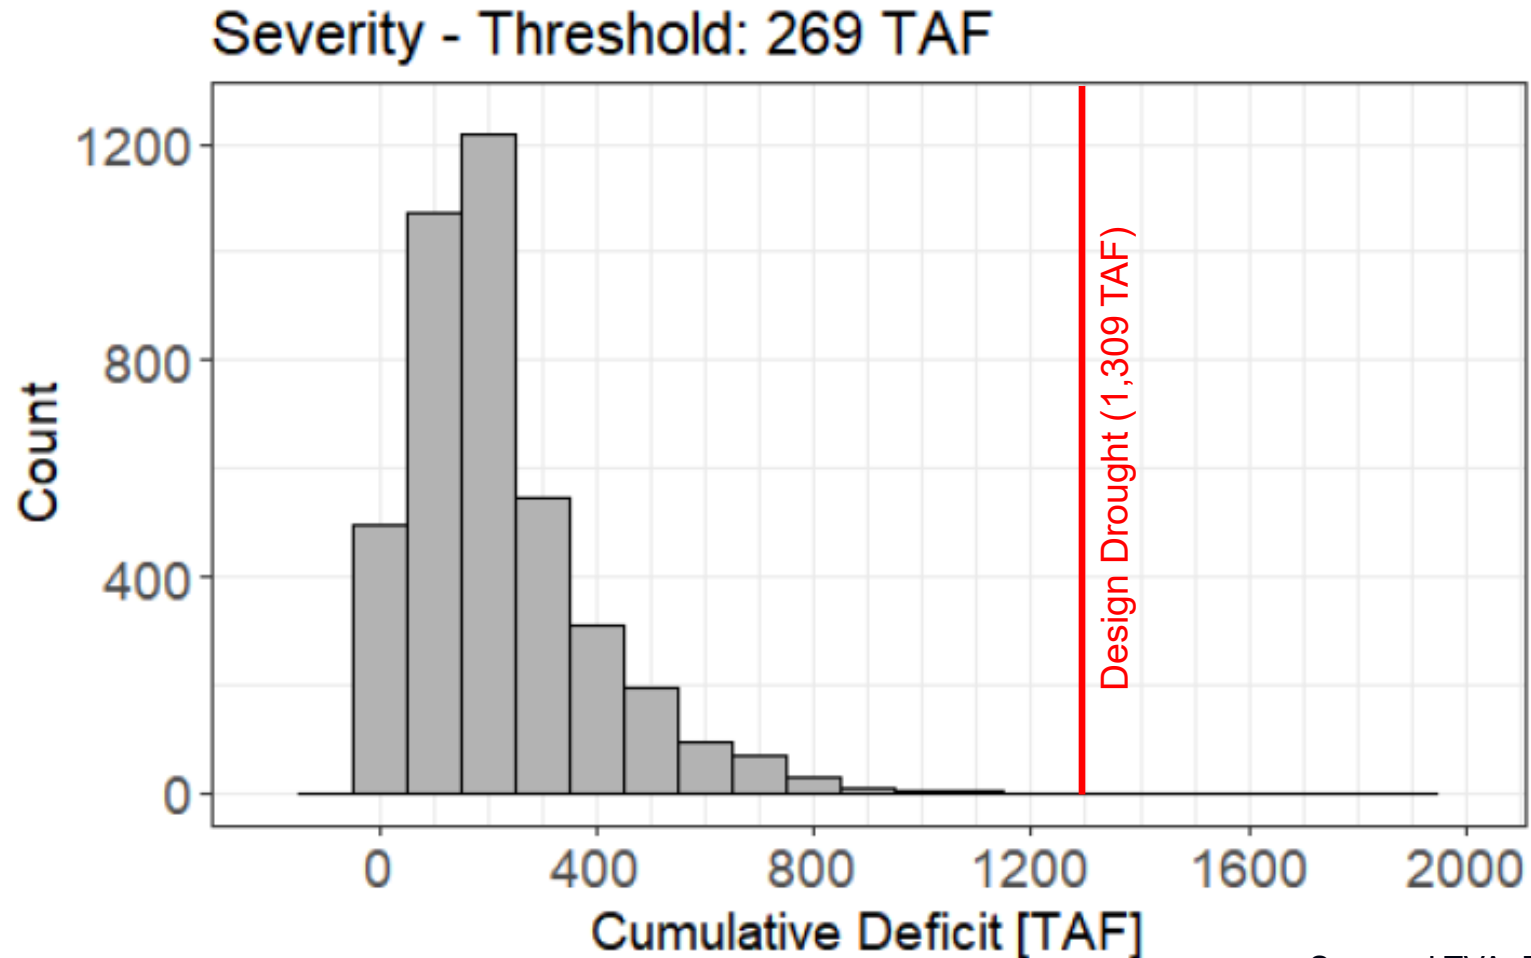 Severity - Threshold: 269 TAF
1200
800
400
0
Count
Design Drought (1,309 TAF)
0
400
800
1200
1600
2000
Cumulative Deficit [TAF]